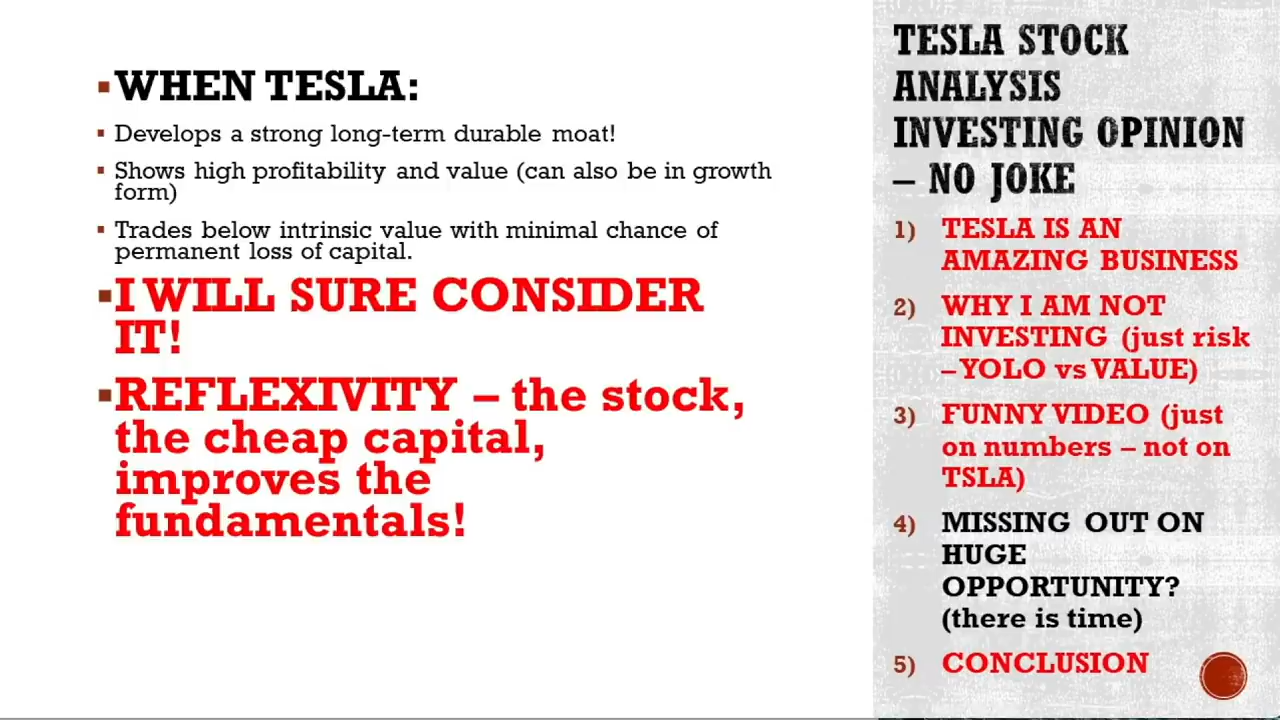 WHEN TESLA:
Develops a strong long-term durable moat!
Shows high profitability and value (can also be in growth
form)
Trades below intrinsic value with minimal chance of
permanent loss of capital.
I WILL SURE CONSIDER
IT!
REFLEXIVITY – the stock,
the cheap capital,
improves the
fundamentals!
TESLA STOCK
ANALYSIS
INVESTING OPINION
– NO JOKE
1) TESLA IS AN
AMAZING BUSINESS
2) WHY I AM NOT
INVESTING (just risk
– YOLO vs VALUE)
3) FUNNY VIDEO (just
on numbers – not on
TSLA)
4) MISSING OUT ON
HUGE
OPPORTUNITY?
(there is time)
5) CONCLUSION